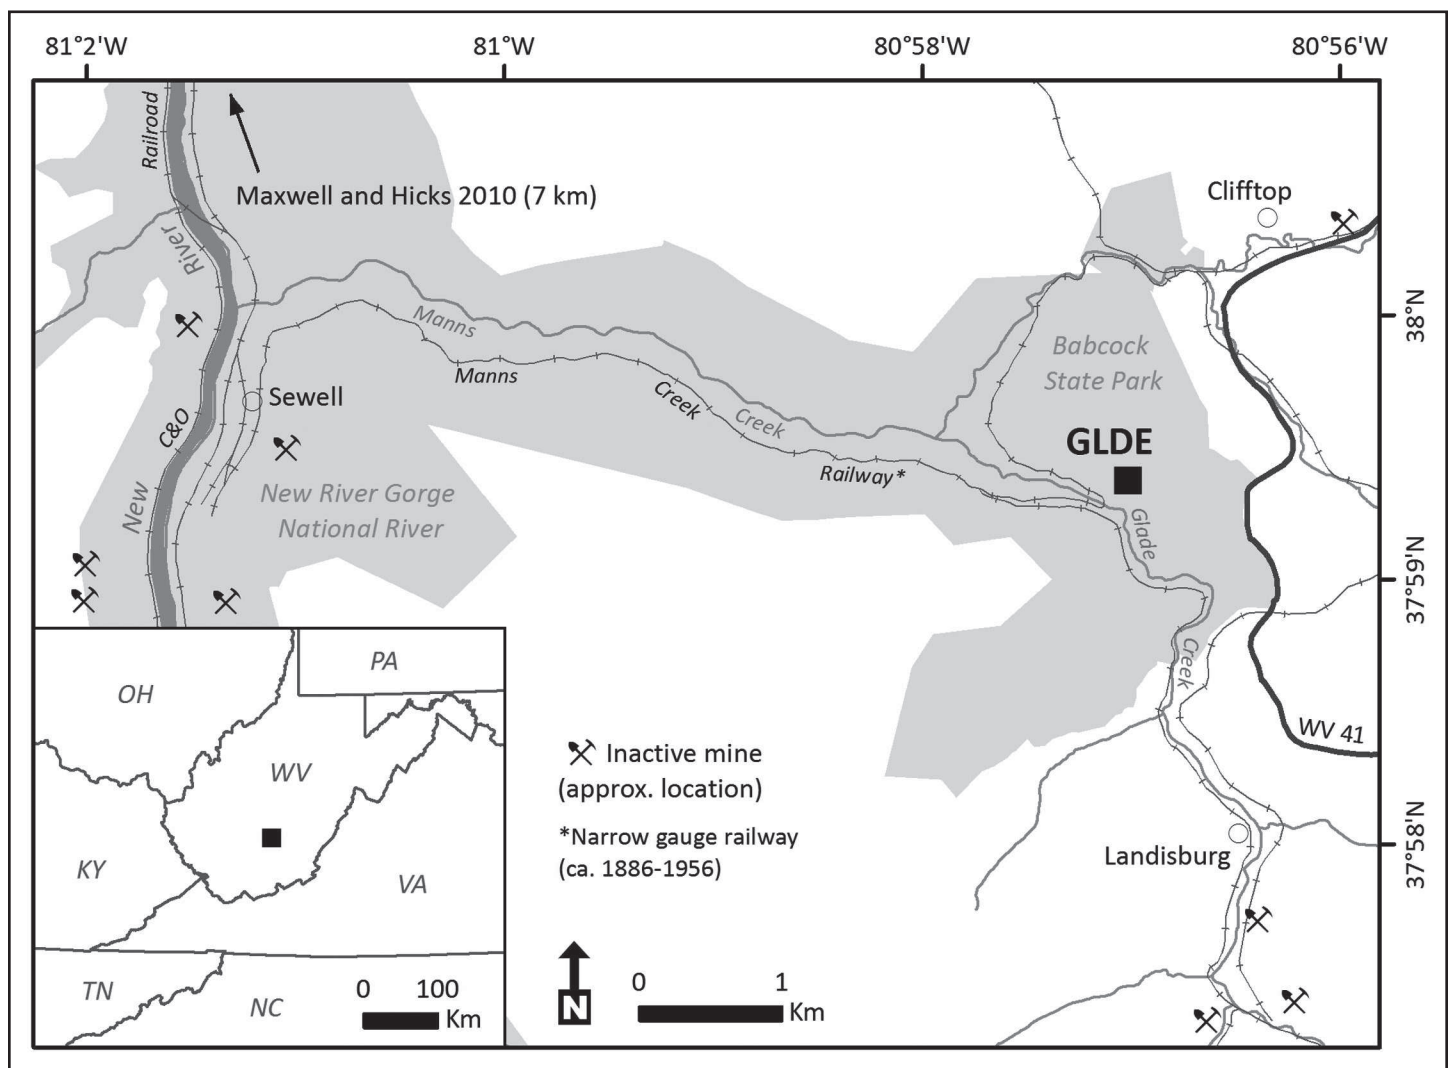 81°2'W
81°W
80°58'W
80°56'W
Railroad
Maxwell and Hicks 2010 (7 km)
Clifftop
River
38°N
Manns
Babcock
State Park
Manns
Creek
Creek
Sewell
C&O
GLDE
Railway*
New River Gorge
National River
New
Glade
37°59'N
Creek
PA
OH
WV 41
Inactive mine
(approx. location)
WV
*Narrow gauge railway
(ca. 1886-1956)
Landisburg
37°58'N
KY
VA
TN
NC
0 100
Km
N
0 1
Km